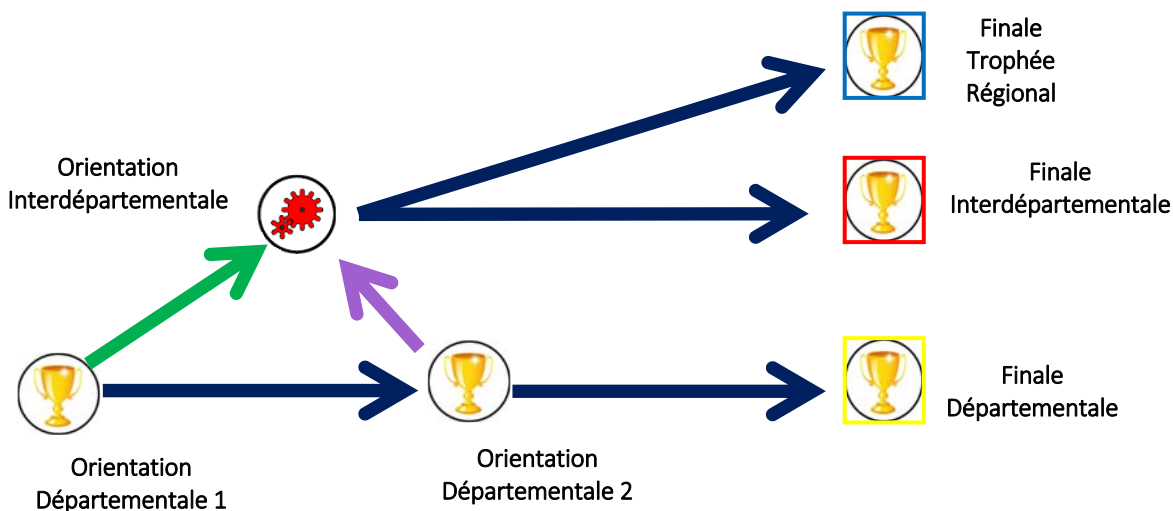 Finale
Trophée
Régional
Orientation
Interdépartementale
Finale
Interdépartementale
Finale
Départementale
Orientation
Départementale 1
Orientation
Départementale 2